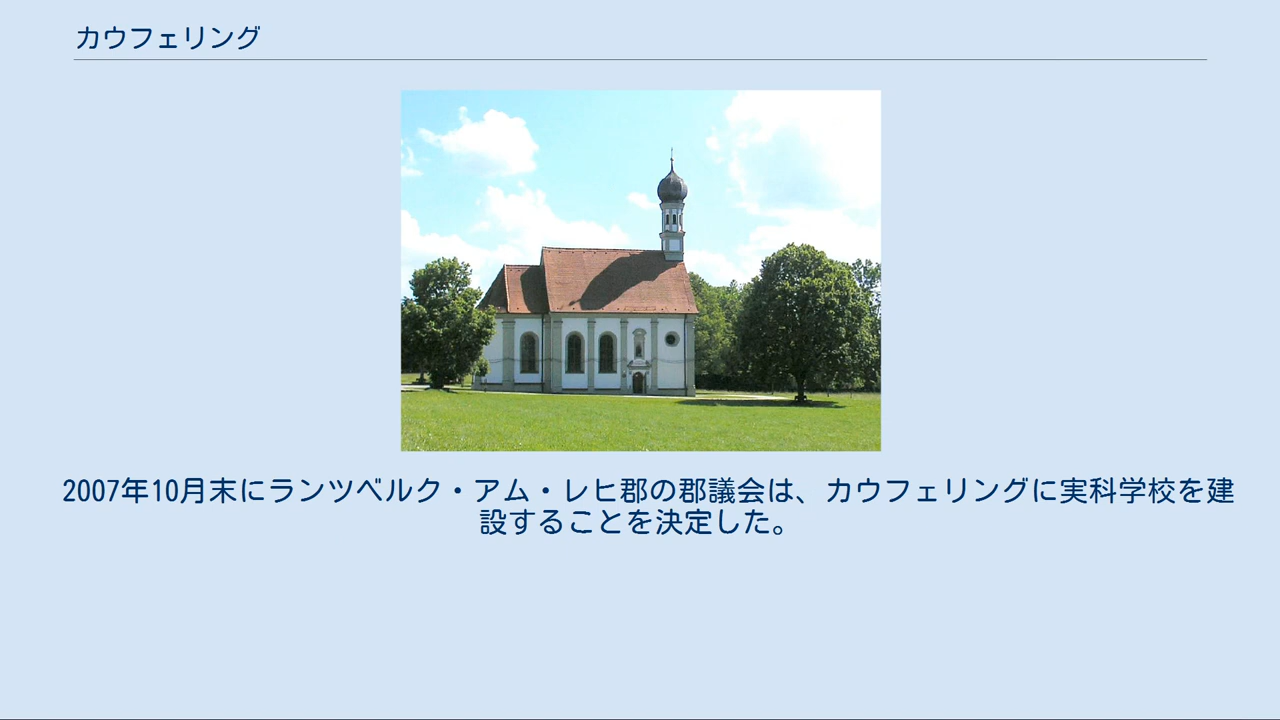 カウフェリング
2007年10月末にランツベルク・アム・レヒ郡の郡議会は、カウフェリングに実科学校を建
設することを決定した。